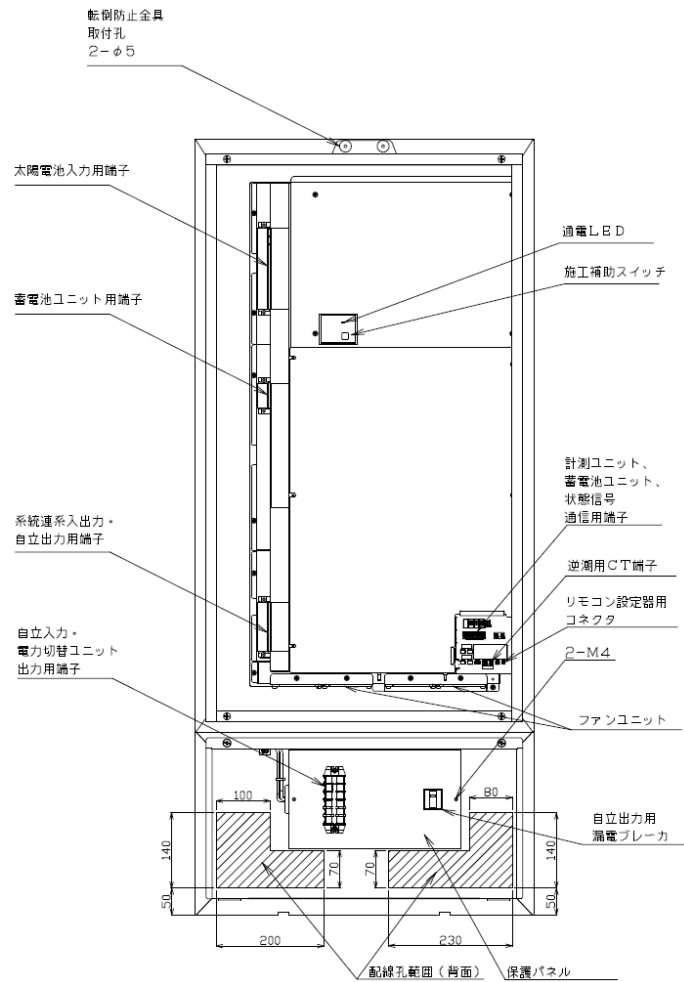 転倒防止金具
取付孔
2-φ5
太陽電池入力用端子
通電LED
施工補助スイッチ
蓄電池ユニット用端子
計測ユニット、
蓄電池ユニット、
状態信号
通信用端子
系統連系入出力・
自立出力用端子
逆潮用CT端子
リモコン設定器用
コネクタ
自立入力・
電力切替ユニット
出力用端子
2-M4
ファンユニット
100
80
自立出力用
漏電ブレーカ
140
70
70
140
50
50
200
230
配線孔範囲(背面)
保護パネル